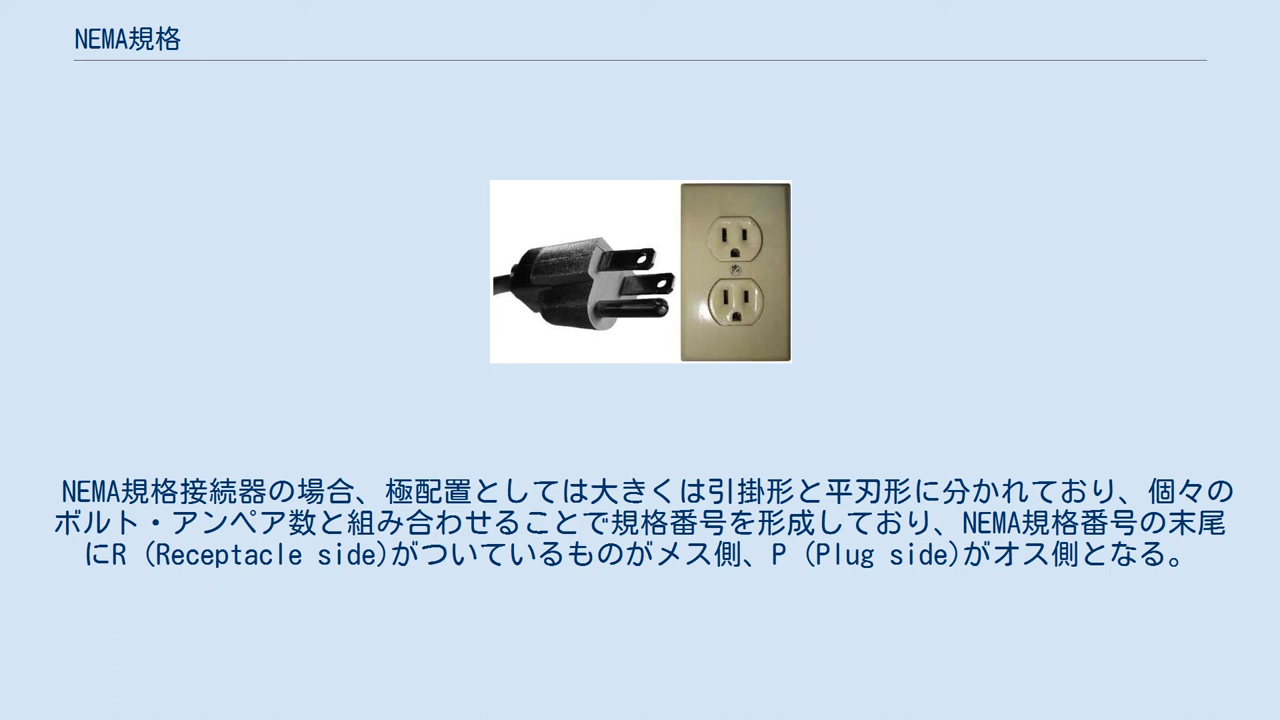 NEMA規格
NEMA規格接続器の場合、極配置としては大きくは引掛形と平刃形に分かれており、個々の
ボルト・アンペア数と組み合わせることで規格番号を形成しており、NEMA規格番号の末尾
にR (Receptacle side)がついているものがメス側、P (Plug side)がオス側となる。